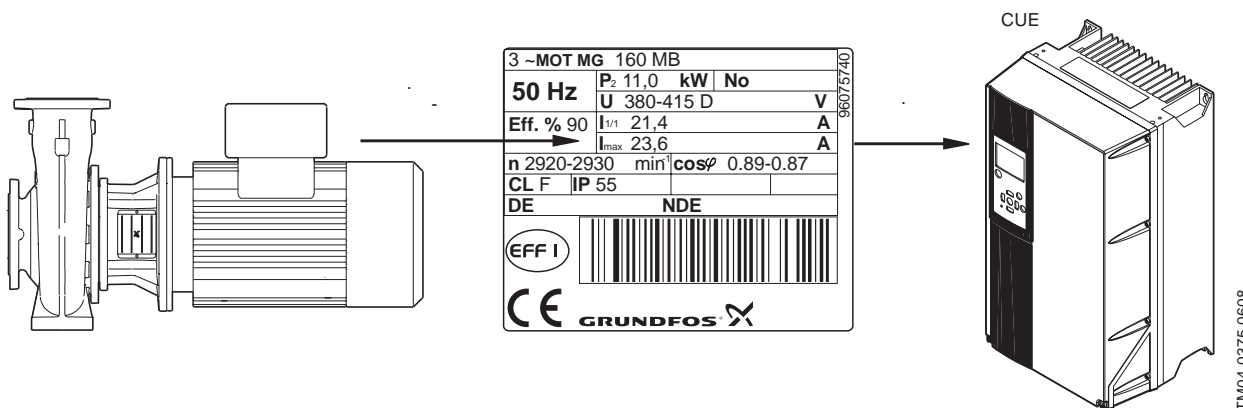 CUE
3 ~MOT MG 160 MB
96075740
50 Hz
P2 11,0 kW No
U 380-415 D V
Eff. % 90
I1/1 21,4 A
Imax 23,6 A
n 2920-2930 min1 cosφ 0.89-0.87
CL F IP 55
DE NDE
EFF 1
CE GRUNDFOS
TM04 0375 0608